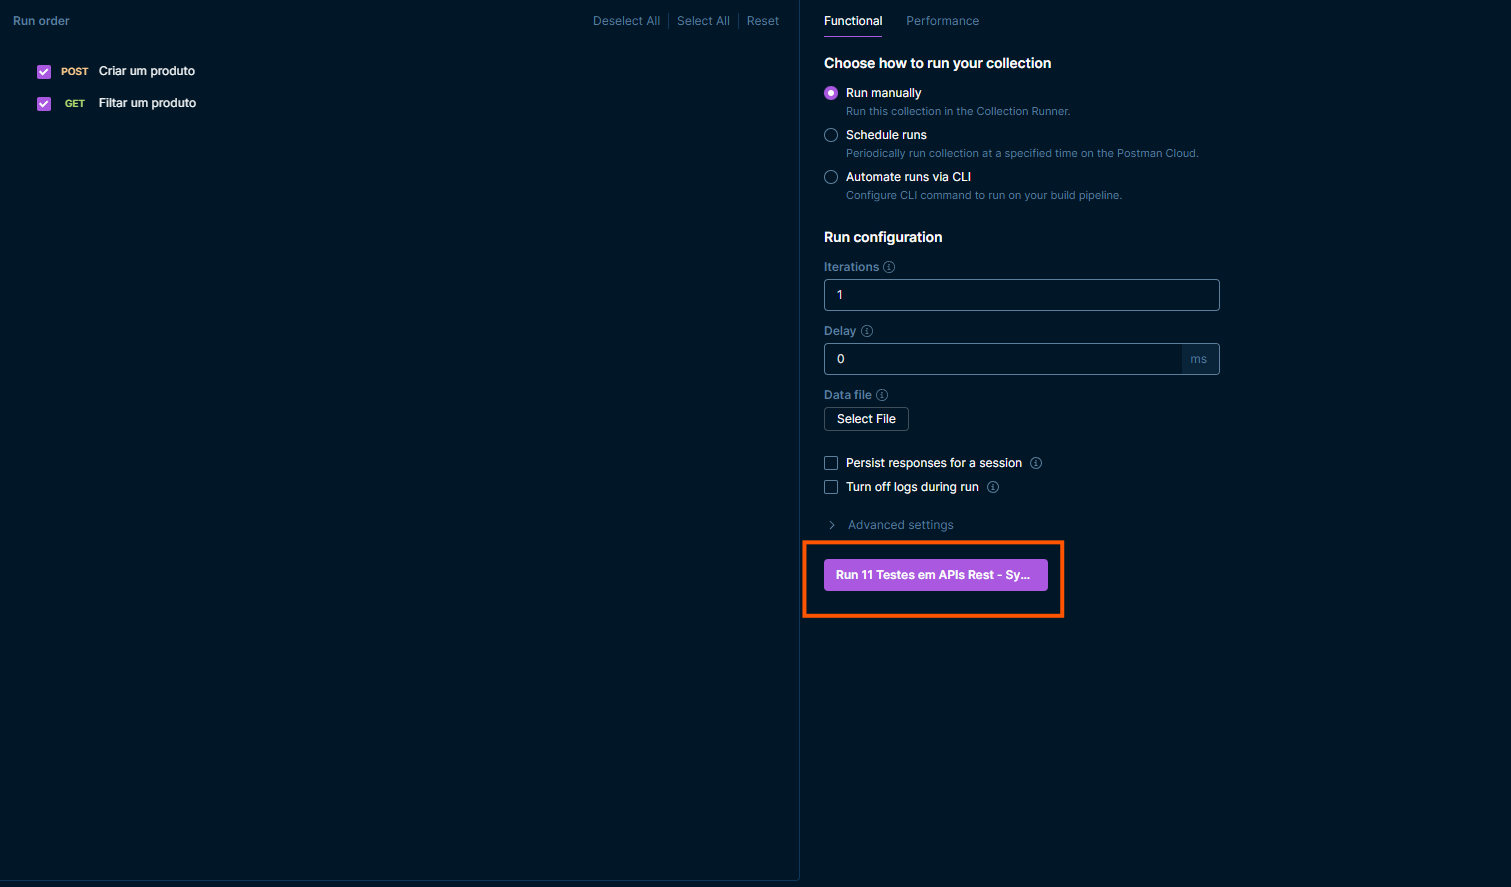 Run order
Deselect All
Select All
Reset
POST Criar um produto
GET Filtar um produto
Functional
Performance
Choose how to run your collection
Run manually
Run this collection in the Collection Runner.
Schedule runs
Periodically run collection at a specified time on the Postman Cloud.
Automate runs via CLI
Configure CLI command to run on your build pipeline.
Run configuration
Iterations
1
Delay
0 ms
Data file
Select File
Persist responses for a session
Turn off logs during run
Advanced settings
Run 11 Testes em APIs Rest - Sy...